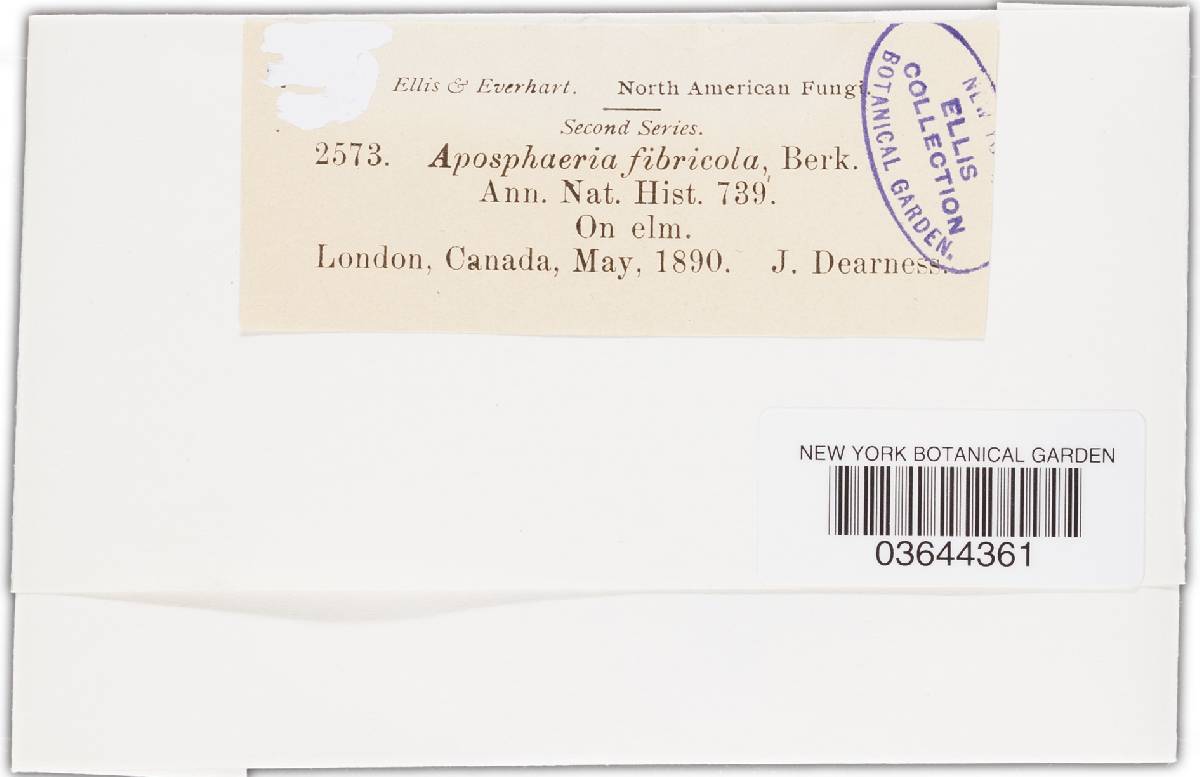 Ellis & Everhart. North American Fungi.
Second Series.
2573. Aposphaeria fibricola, Berk.
Ann. Nat. Hist. 739.
On elm.
London, Canada, May, 1890. J. Dearness.
ELLIS
COLLECTION
BOTANICAL GARDEN.
NEW YORK BOTANICAL GARDEN
03644361